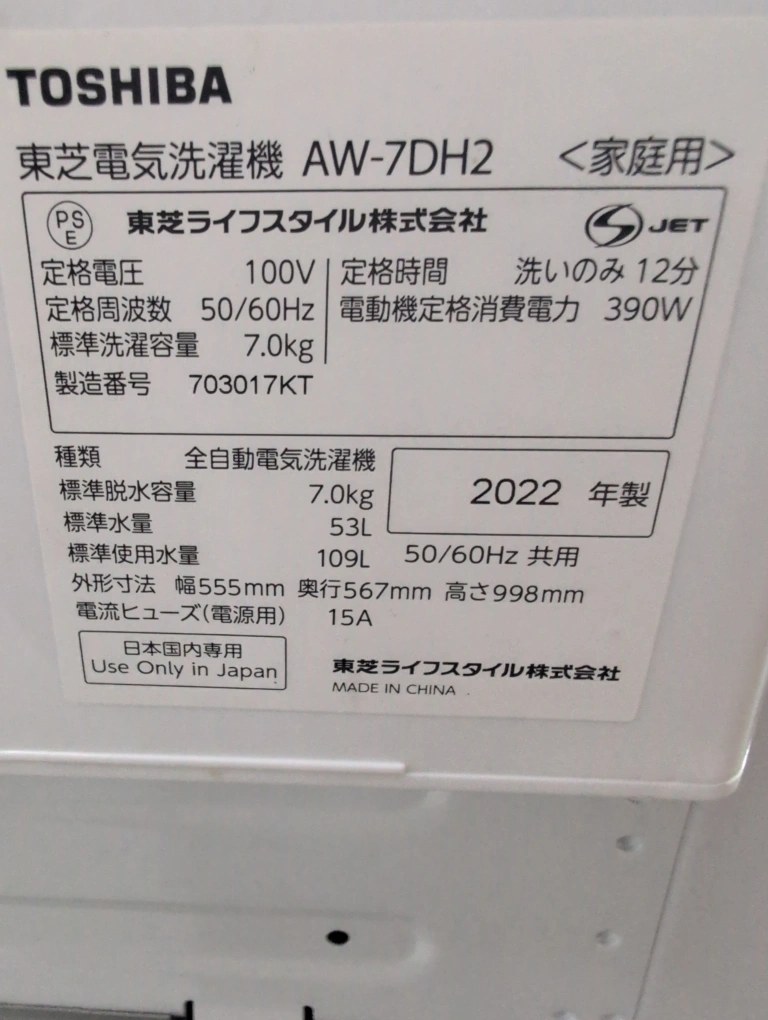 TOSHIBA
東芝電気洗濯機 AW-7DH2 <家庭用>
PS E 東芝ライフスタイル株式会社 S JET
定格電圧 100V 定格時間 洗いのみ 12分
定格周波数 50/60Hz 電動機定格消費電力 390W
標準洗濯容量 7.0kg
製造番号 703017KT
種類 全自動電気洗濯機
標準脱水容量 7.0kg 2022 年製
標準水量 53L
標準使用水量 109L 50/60Hz 共用
外形寸法 幅555mm 奥行567mm 高さ998mm
電流ヒューズ(電源用) 15A
日本国内専用
Use Only in Japan
東芝ライフスタイル株式会社
MADE IN CHINA